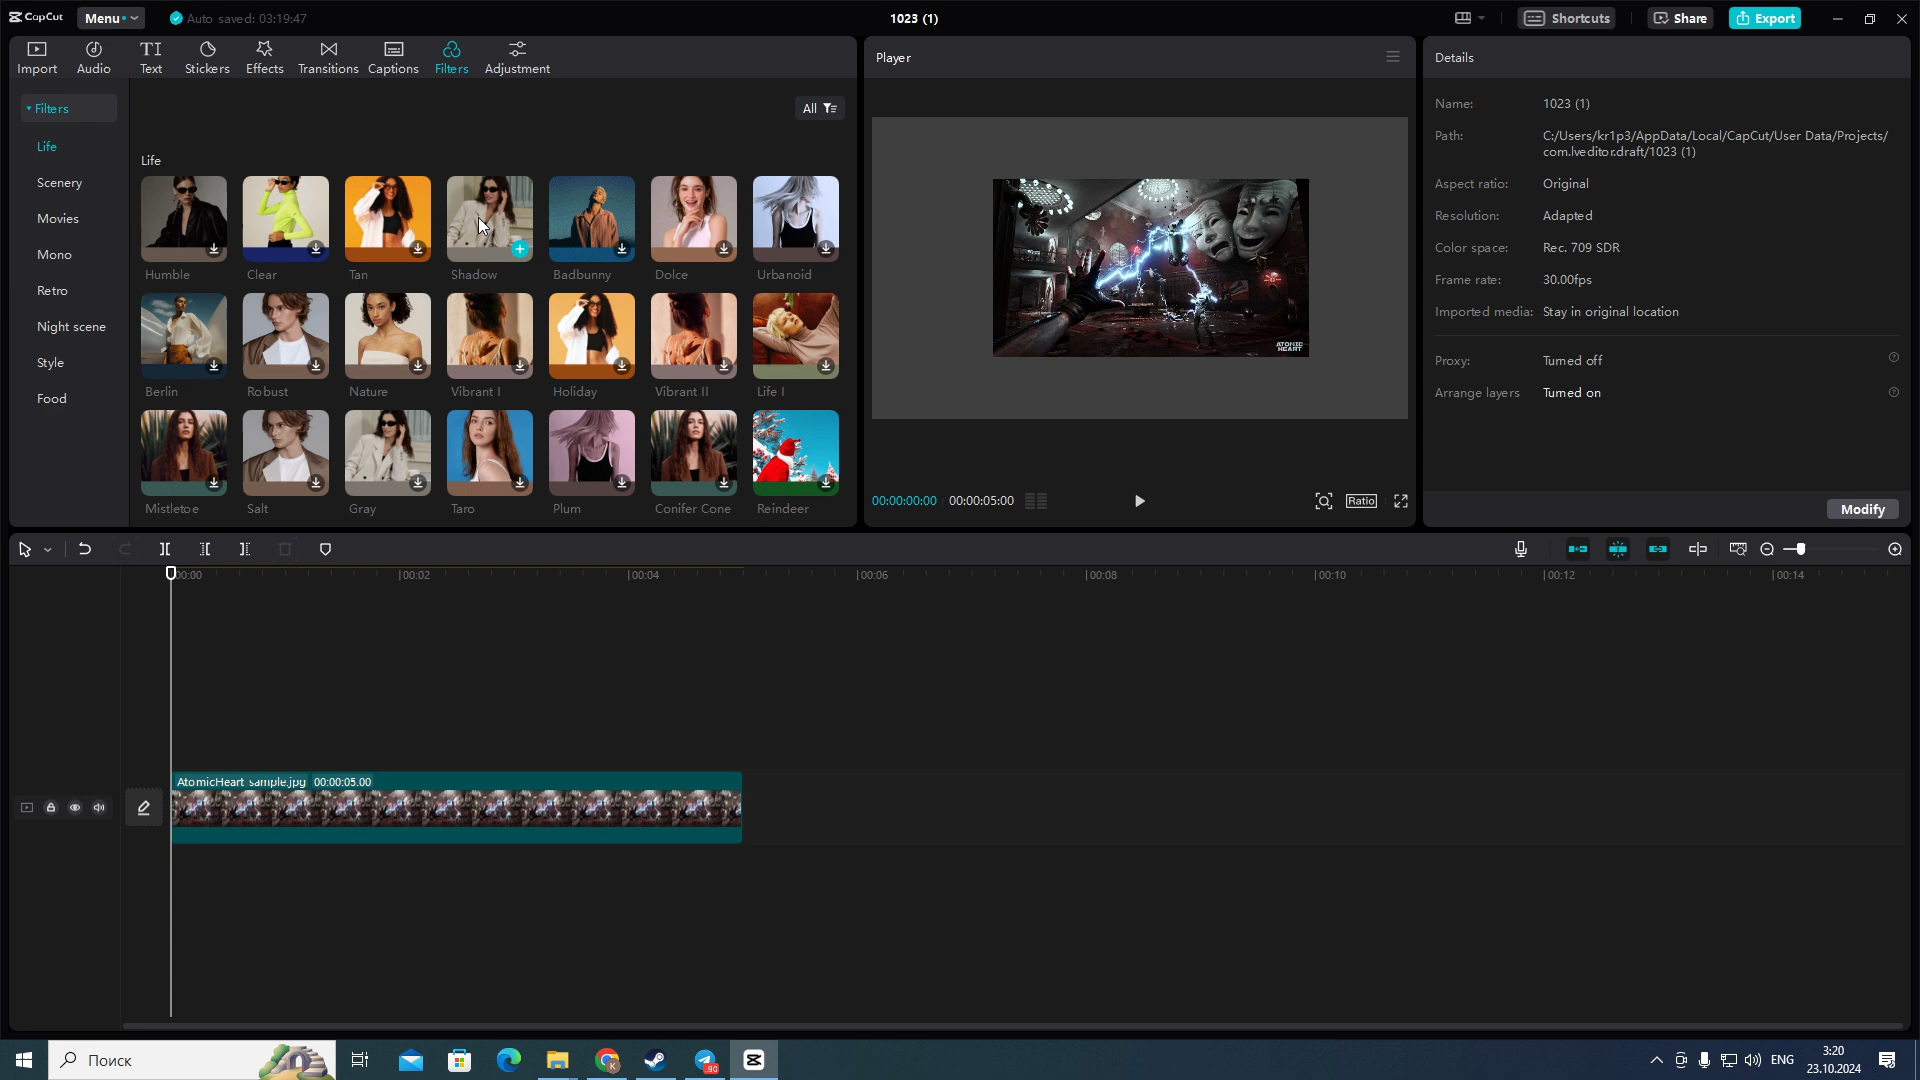 CapCut
Menu
Auto saved: 03:19:47
1023 (1)
Shortcuts
Share
Export
Import
Audio
TI
Text
Stickers
Effects
Transitions
Captions
Filters
Adjustment
Filters
Life
Scenery
Movies
Mono
Retro
Night scene
Style
Food
All
Life
Humble
Clear
Tan
Shadow
Badbunny
Dolce
Urbanoid
Berlin
Robust
Nature
Vibrant I
Holiday
Vibrant II
Life I
Mistletoe
Salt
Gray
Taro
Plum
Conifer Cone
Reindeer
Player
ATOMIC
HEART
00:00:00:00
00:00:05:00
Ratio
Details
Name: 1023 (1)
Path: C:/Users/kr1p3/AppData/Local/CapCut/User Data/Projects/
com.lveditor.draft/1023 (1)
Aspect ratio: Original
Resolution: Adapted
Color space: Rec. 709 SDR
Frame rate: 30.00fps
Imported media: Stay in original location
Proxy: Turned off
Arrange layers Turned on
Modify
00:00
00:02
00:04
00:06
00:08
00:10
00:12
00:14
AtomicHeart sample.jpg 00:00:05:00
Поиск
90
ENG
3:20
23.10.2024